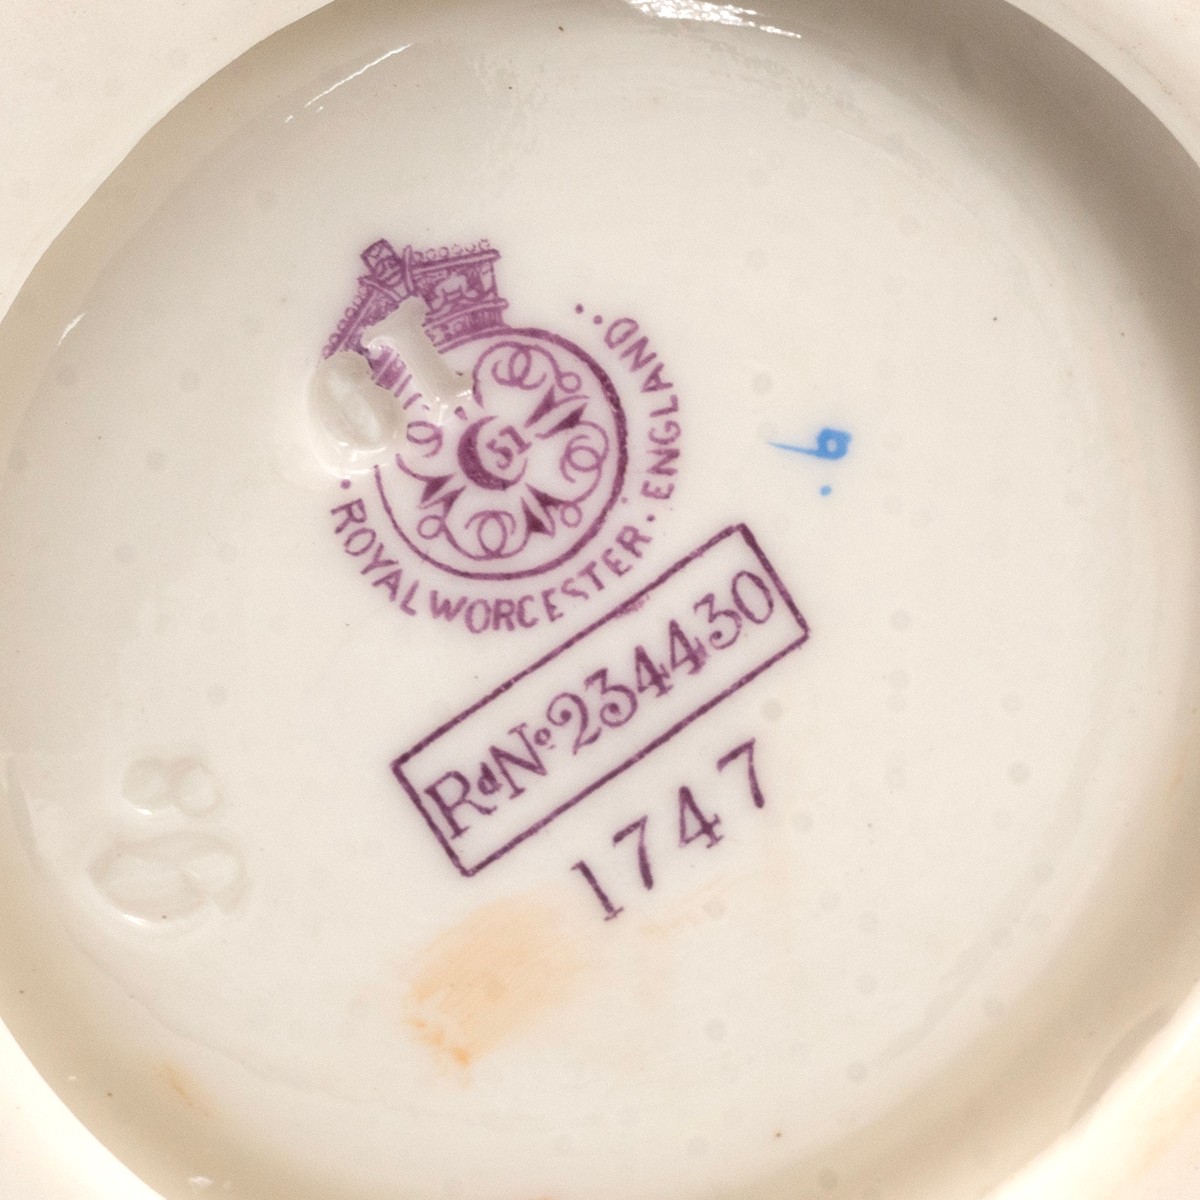 51
ROYAL WORCESTER. ENGLAND.
RdNo. 234430
1747